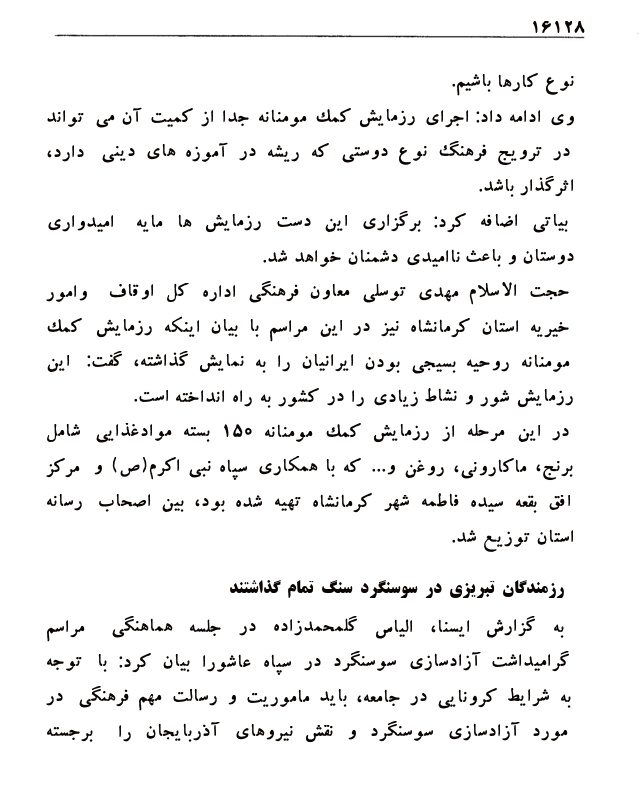 ۱۶۱۲۸
نوع کارها باشیم.
وی ادامه داد: اجرای رزمایش کمك مومنانه جدا از کمیت آن می تواند
در ترویج فرهنگ نوع دوستی که ریشه در آموزه های دینی دارد،
اثرگذار باشد.
بیاتی اضافه کرد: برگزاری این دست رزمایش ها مایه امیدواری
دوستان و باعث ناامیدی دشمنان خواهد شد.
حجت الاسلام مهدی توسلی معاون فرهنگی اداره کل اوقاف وامور
خیریه استان کرمانشاه نیز در این مراسم با بیان اینکه رزمایش کمك
مومنانه روحیه بسیجی بودن ایرانیان را به نمایش گذاشته، گفت: این
رزمایش شور و نشاط زیادی را در کشور به راه انداخته است.
در این مرحله از رزمایش کمك مومنانه ۱۵۰ بسته موادغذایی شامل
برنج، ماکارونی، روغن و... که با همکاری سپاه نبی اکرم(ص) و مرکز
افق بقعه سیده فاطمه شهر کرمانشاه تهیه شده بود، بین اصحاب رسانه
استان توزیع شد.
رزمندگان تبریزی در سوسنگرد سنگ تمام گذاشتند
به گزارش ایسنا، الیاس گلمحمدزاده در جلسه هماهنگی مراسم
گرامیداشت آزادسازی سوسنگرد در سپاه عاشورا بیان کرد: با توجه
به شرایط کرونایی در جامعه، باید ماموریت و رسالت مهم فرهنگی در
مورد آزادسازی سوسنگرد و نقش نیروهای آذربایجان را برجسته